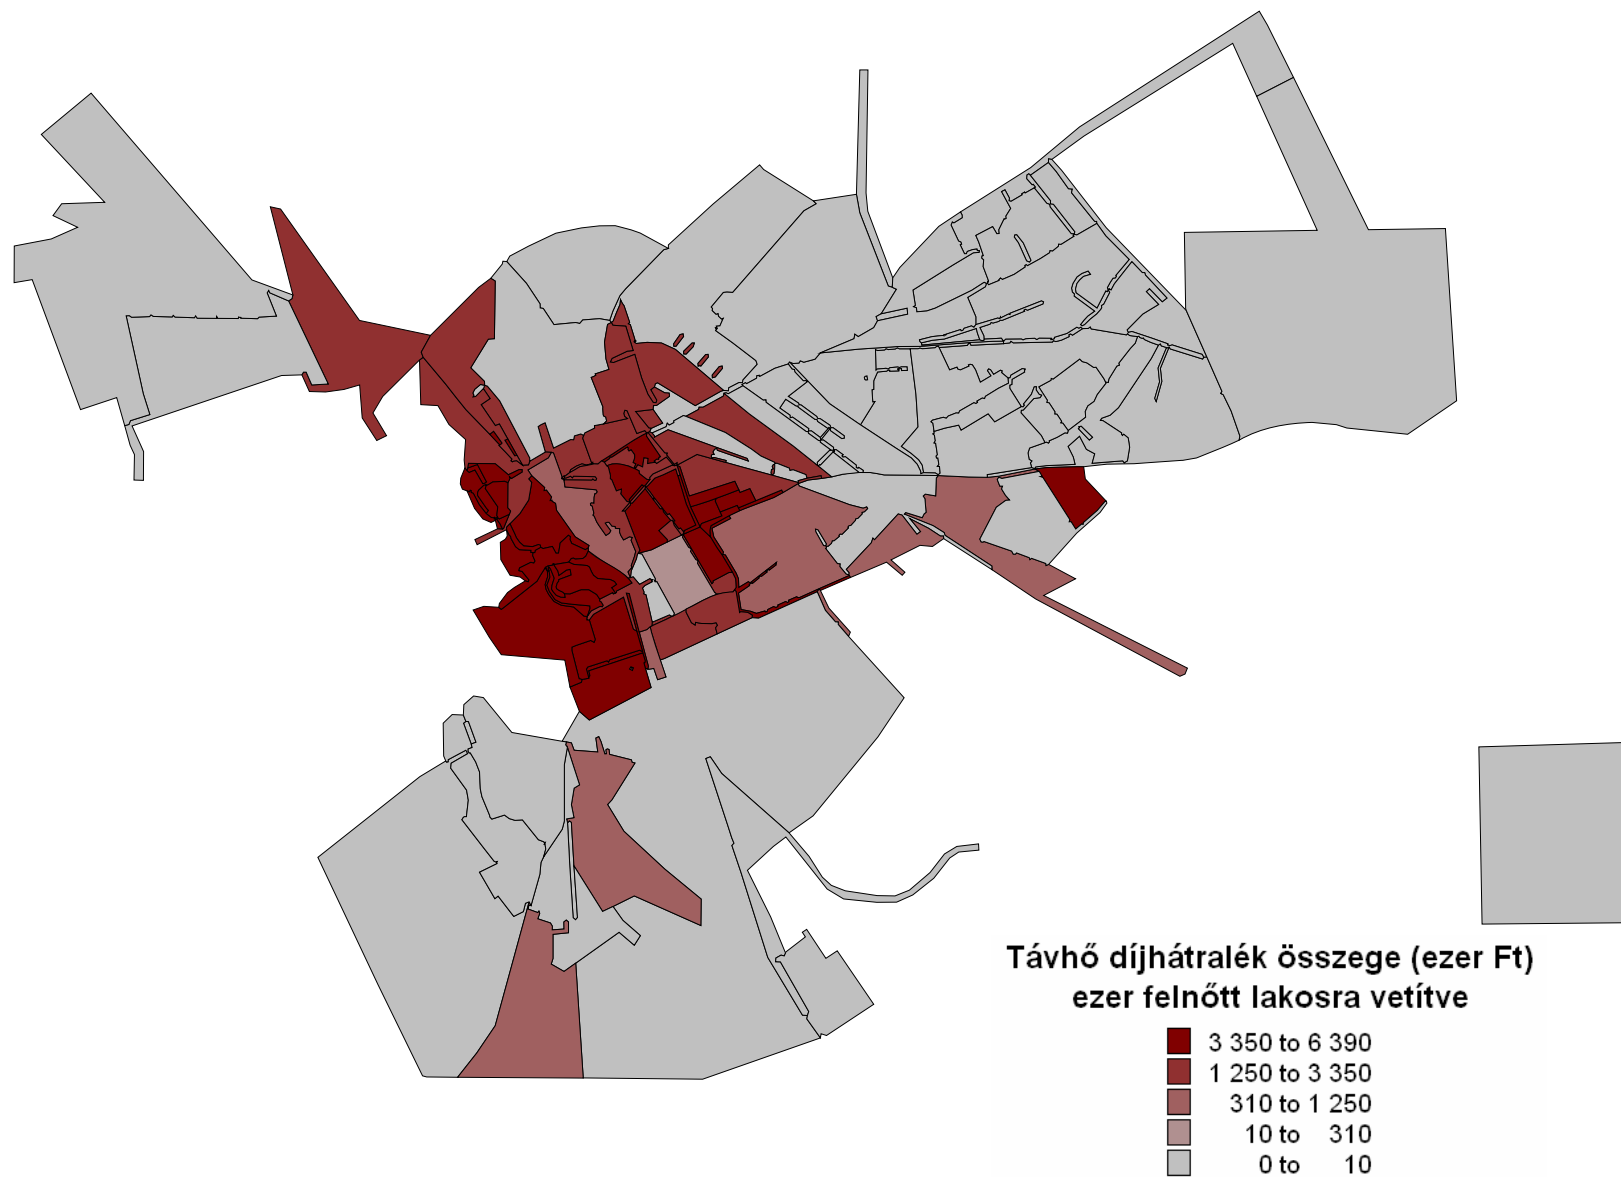 Távhő díjhátralék összege (ezer Ft)
ezer felnőtt lakosra vetítve
3 350 to 6 390
1 250 to 3 350
310 to 1 250
10 to 310
0 to 10